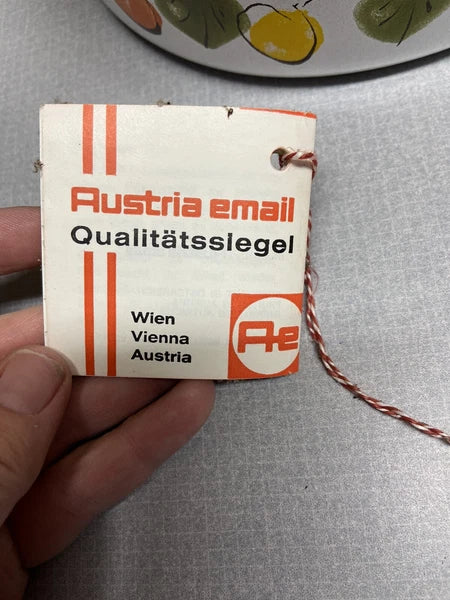 Austria email
Qualitätssiegel
Wien
Vienna
Austria
Ae